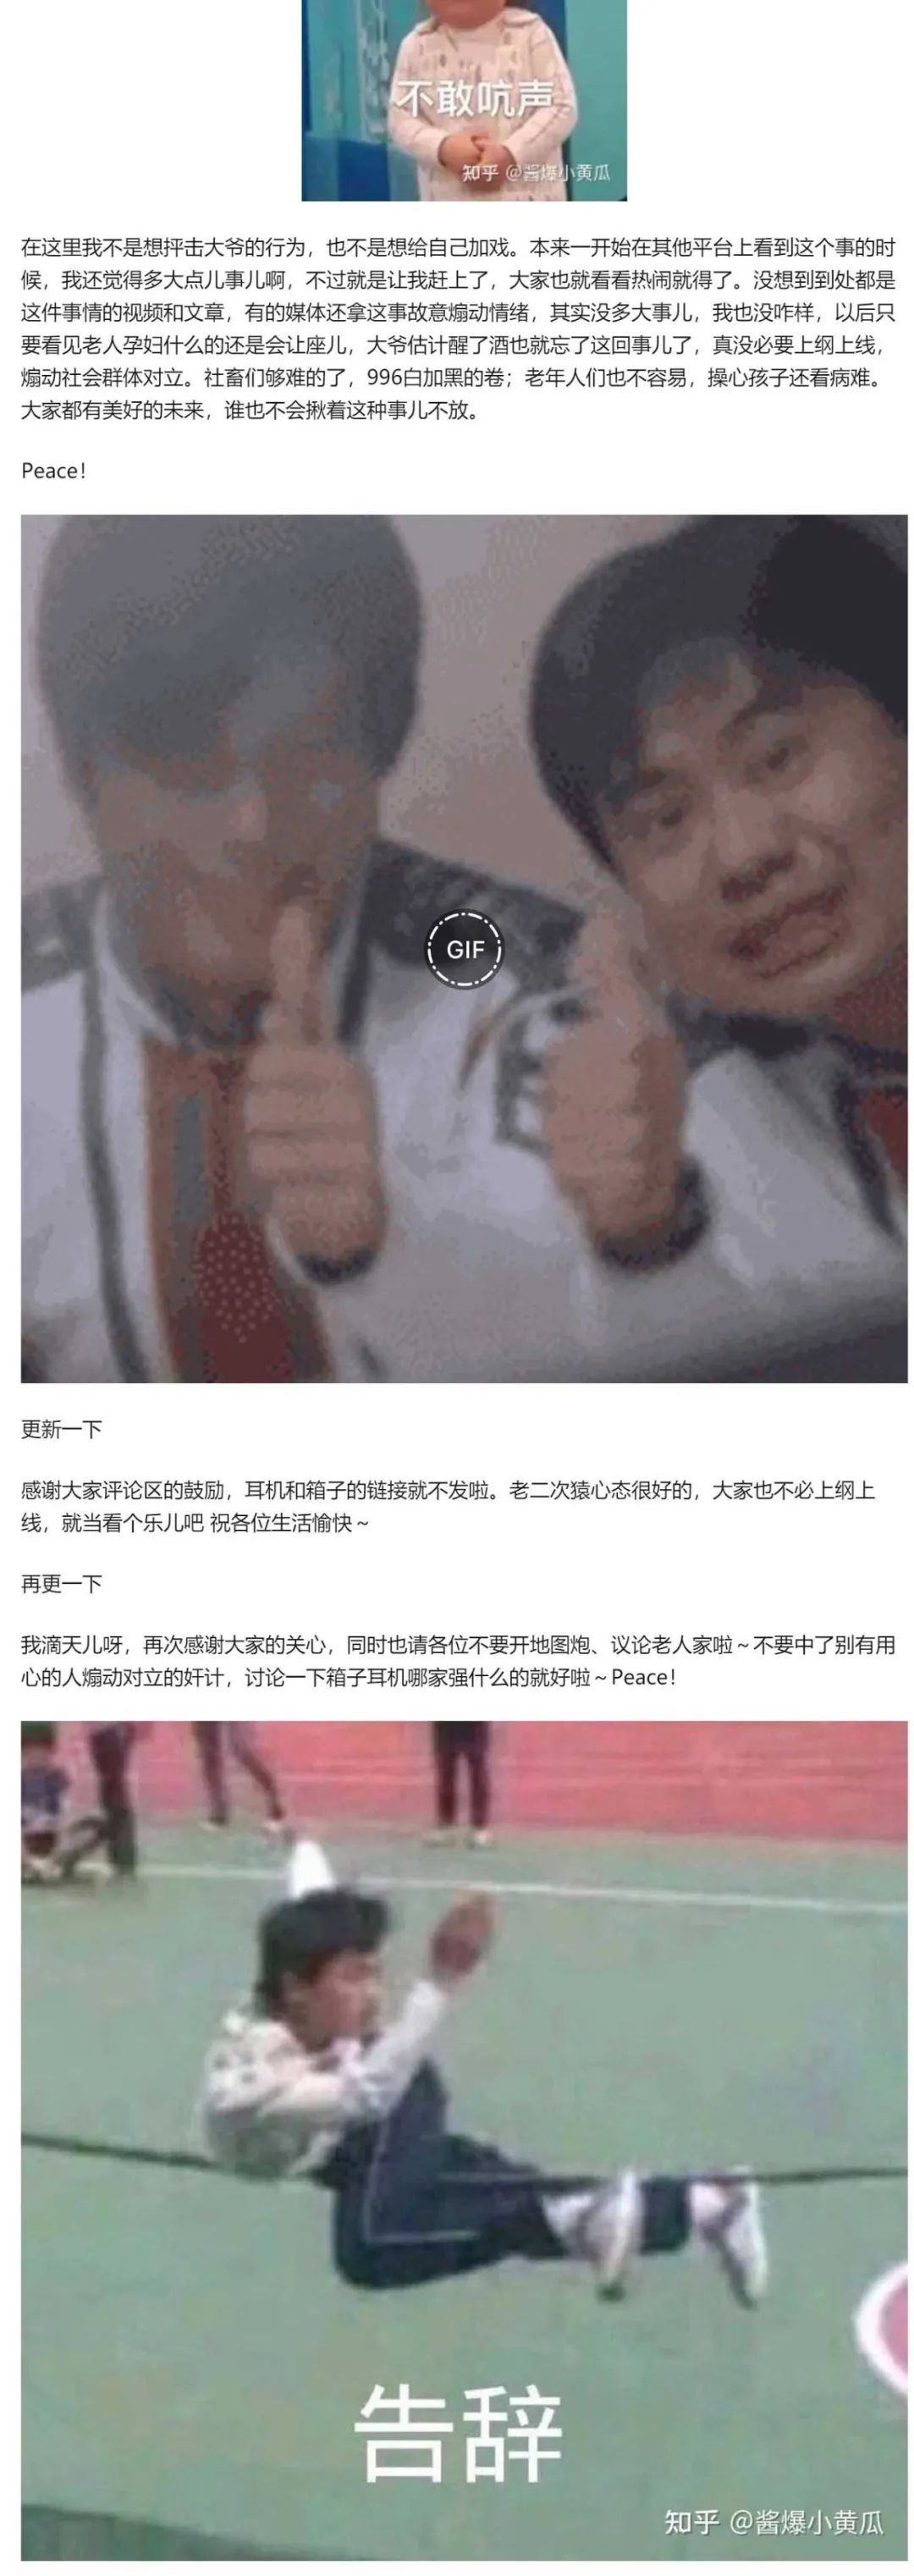 不敢吭声
知乎 @酱爆小黄瓜
在这里我不是想抨击大爷的行为，也不是想给自己加戏。本来一开始在其他平台上看到这个事的时
候，我还觉得多大点儿事儿啊，不过就是让我赶上了，大家也就看看热闹就得了。没想到到处都是
这件事情的视频和文章，有的媒体还拿这事故意煽动情绪，其实没多大事儿，我也没咋样，以后只
要看见老人孕妇什么的还是会让座儿，大爷估计醒了酒也就忘了这回事儿了，真没必要上纲上线，
煽动社会群体对立。社畜们够难的了，996白加黑的卷；老年人们也不容易，操心孩子还看病难。
大家都有美好的未来，谁也不会揪着这种事儿不放。
Peace！
GIF
更新一下
感谢大家评论区的鼓励，耳机和箱子的链接就不发啦。老二次猿心态很好的，大家也不必上纲上
线，就当看个乐儿吧 祝各位生活愉快～
再更一下
我滴天儿呀，再次感谢大家的关心，同时也请各位不要开地图炮、议论老人家啦～不要中了别有用
心的人煽动对立的奸计，讨论一下箱子耳机哪家强什么的就好啦～Peace！
告辞
知乎 @酱爆小黄瓜